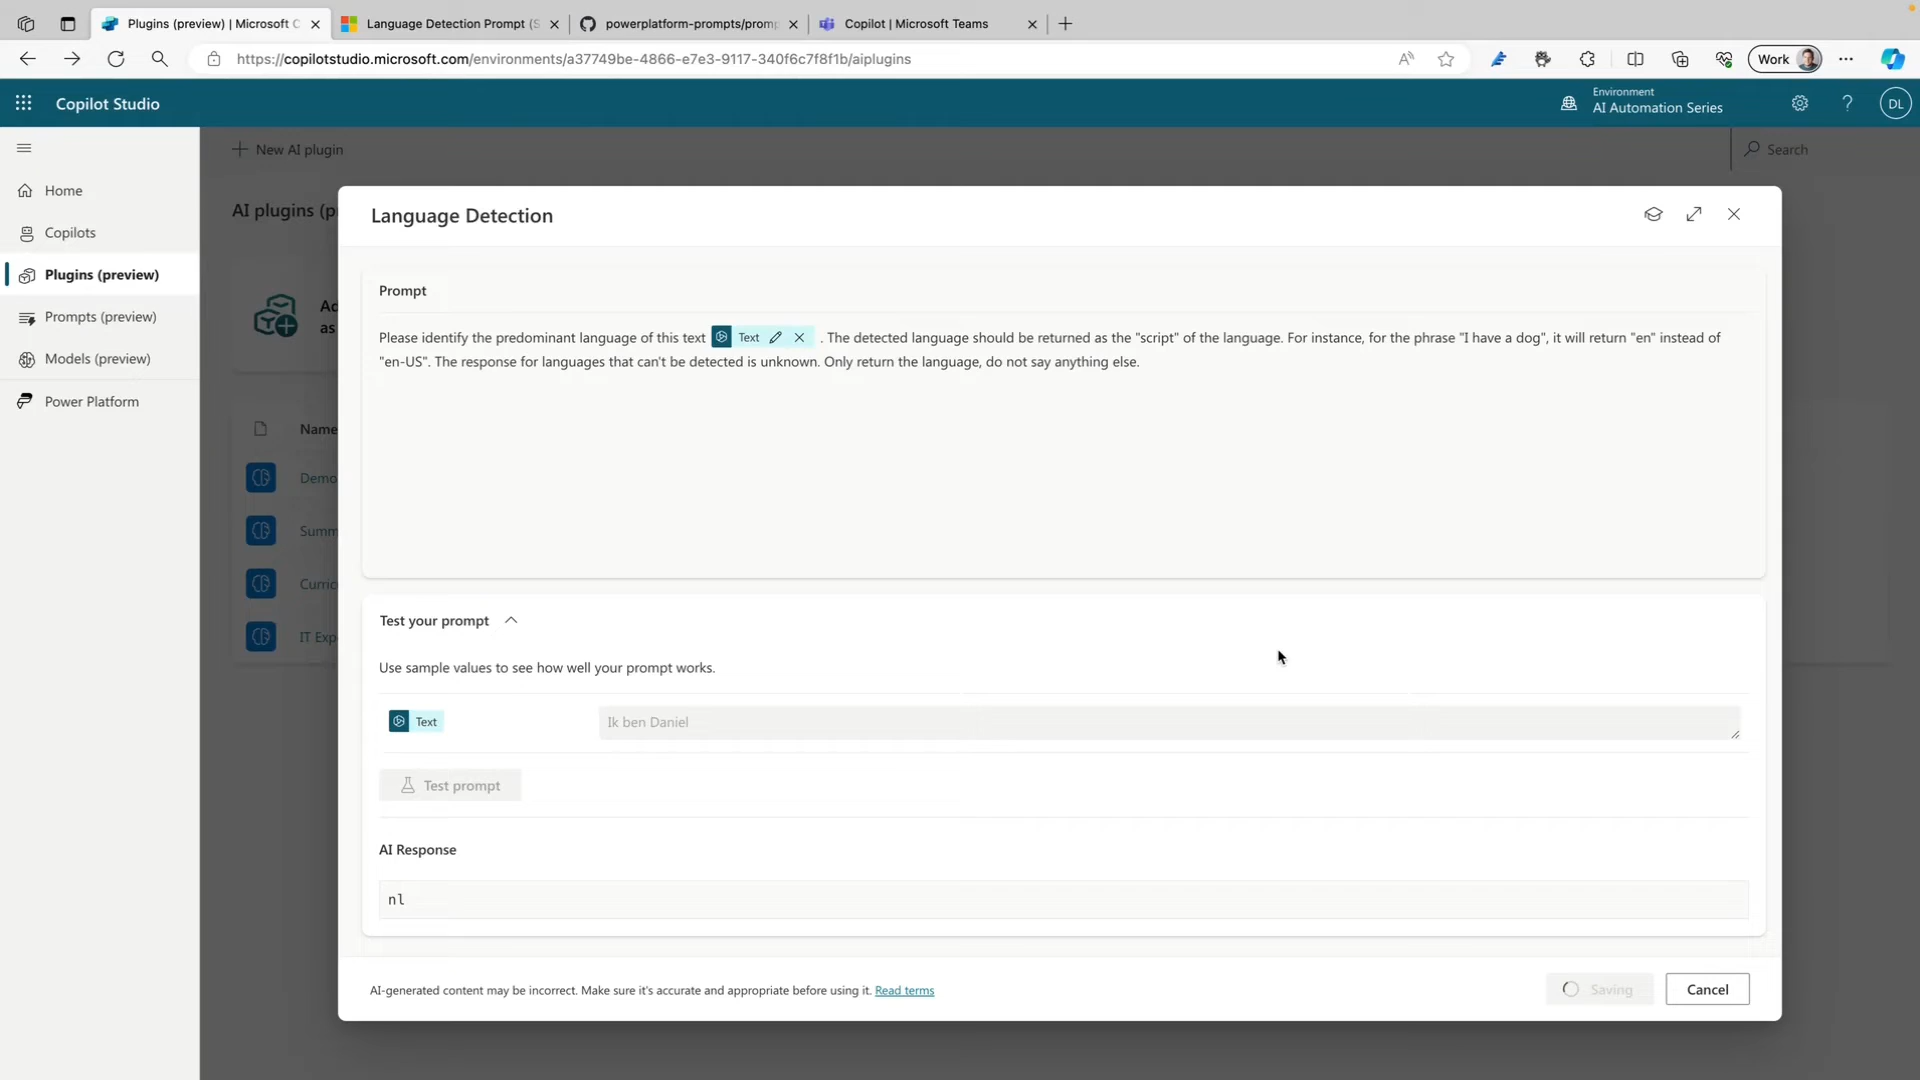 Plugins (preview) | Microsoft C
Language Detection Prompt (S
powerplatform-prompts/promp
Copilot | Microsoft Teams
https://copilotstudio.microsoft.com/environments/a37749be-4866-e7e3-9117-340f6c7f8f1b/aiplugins
Work
Copilot Studio
Environment
AI Automation Series
DL
New AI plugin
Search
Home
Copilots
Plugins (preview)
Prompts (preview)
Models (preview)
Power Platform
AI plugins (p
Ad
as
Name
Demo
Summ
Curric
IT Exp
Language Detection
Prompt
Please identify the predominant language of this text Text . The detected language should be returned as the "script" of the language. For instance, for the phrase "I have a dog", it will return "en" instead of
"en-US". The response for languages that can't be detected is unknown. Only return the language, do not say anything else.
Test your prompt
Use sample values to see how well your prompt works.
Text
Ik ben Daniel
Test prompt
AI Response
nl
AI-generated content may be incorrect. Make sure it's accurate and appropriate before using it. Read terms
Saving
Cancel